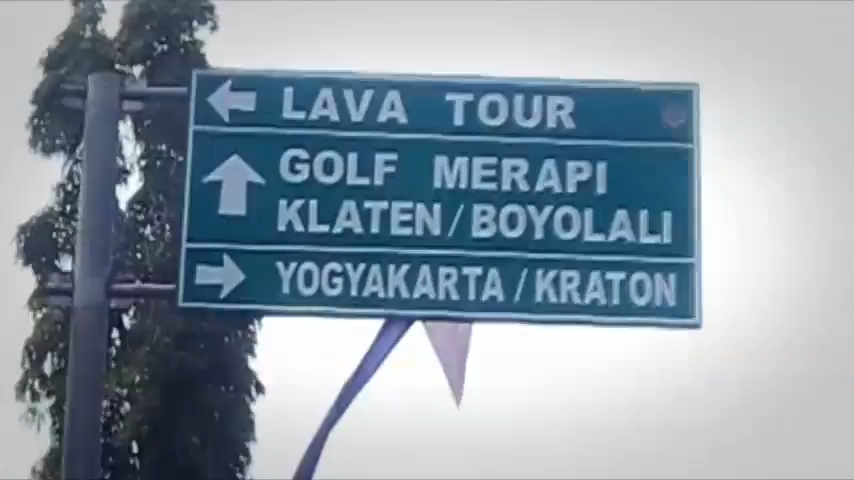 LAVA TOUR
GOLF MERAPI
KLATEN/BOYOLALI
YOGYAKARTA/KRATON